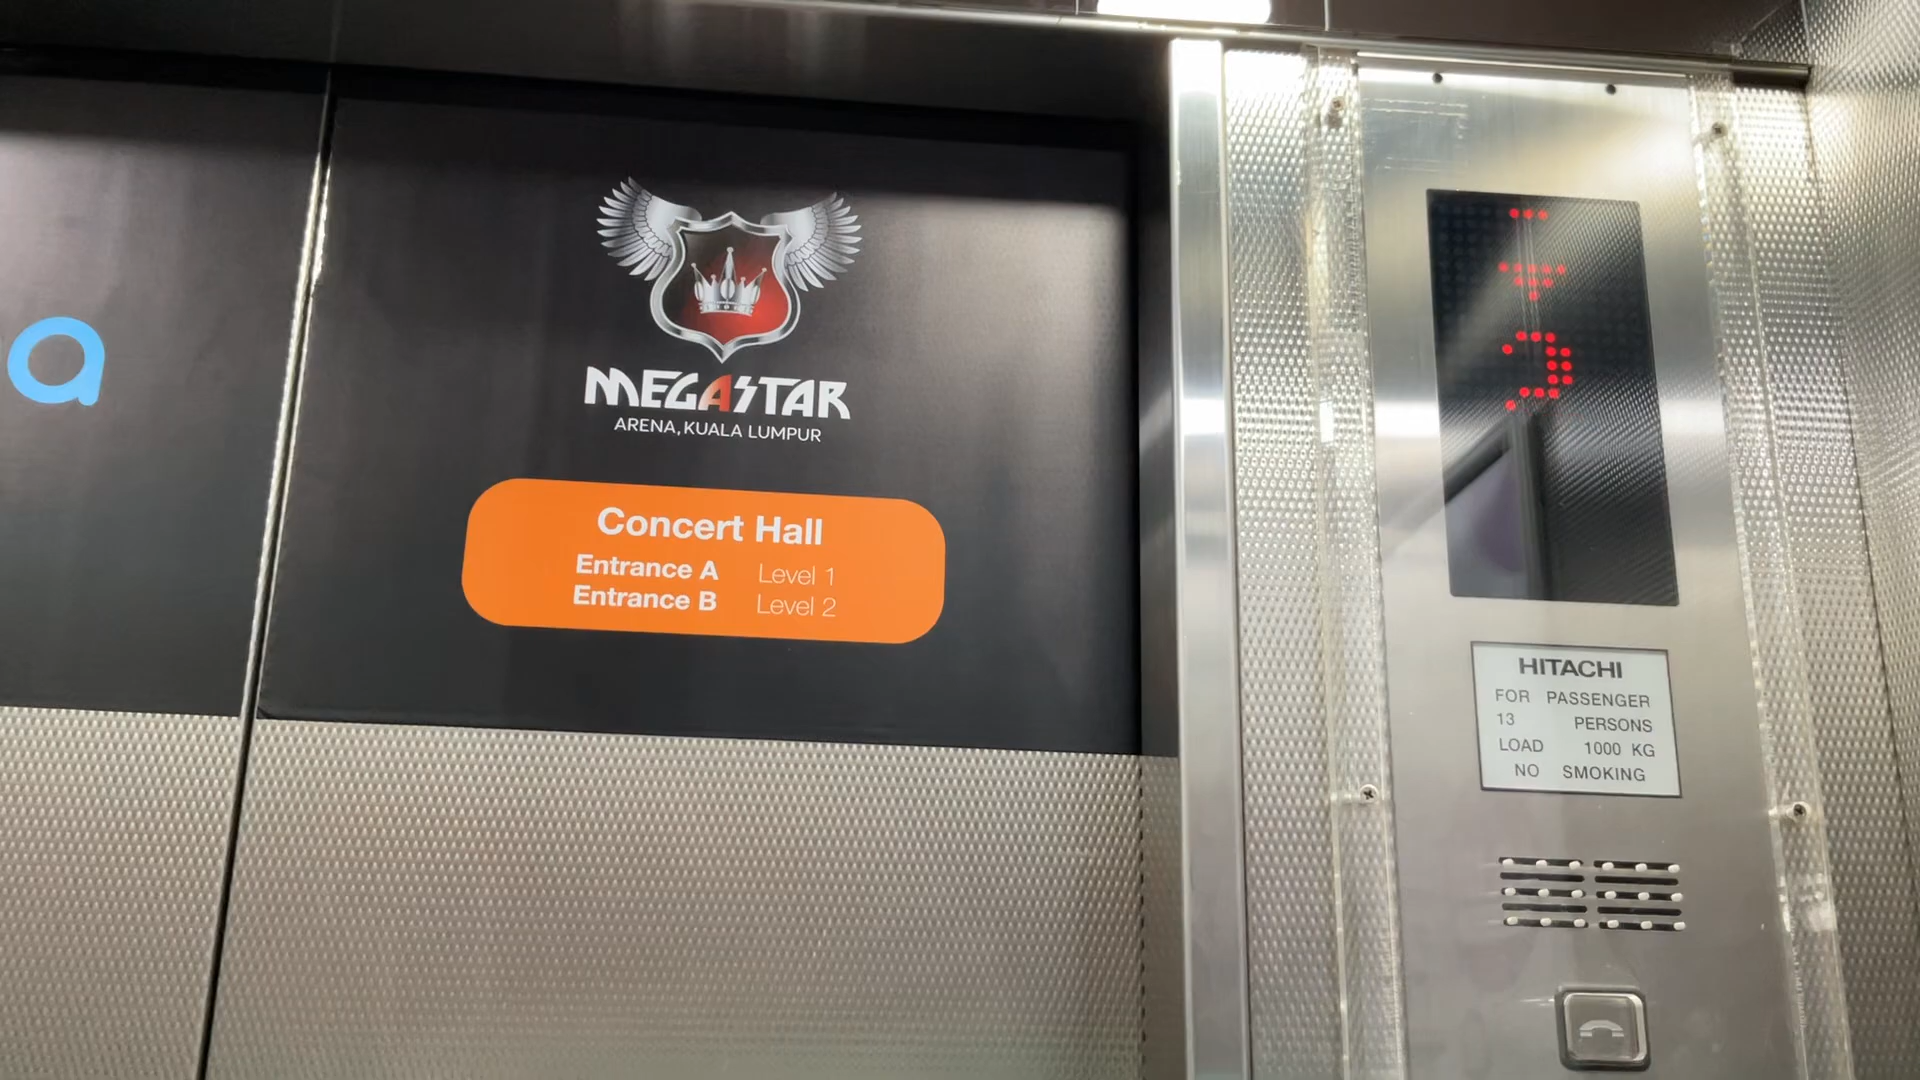 a
MEGASTAR
ARENA, KUALA LUMPUR
Concert Hall
Entrance A Level 1
Entrance B Level 2
HITACHI
FOR PASSENGER
13 PERSONS
LOAD 1000 KG
NO SMOKING